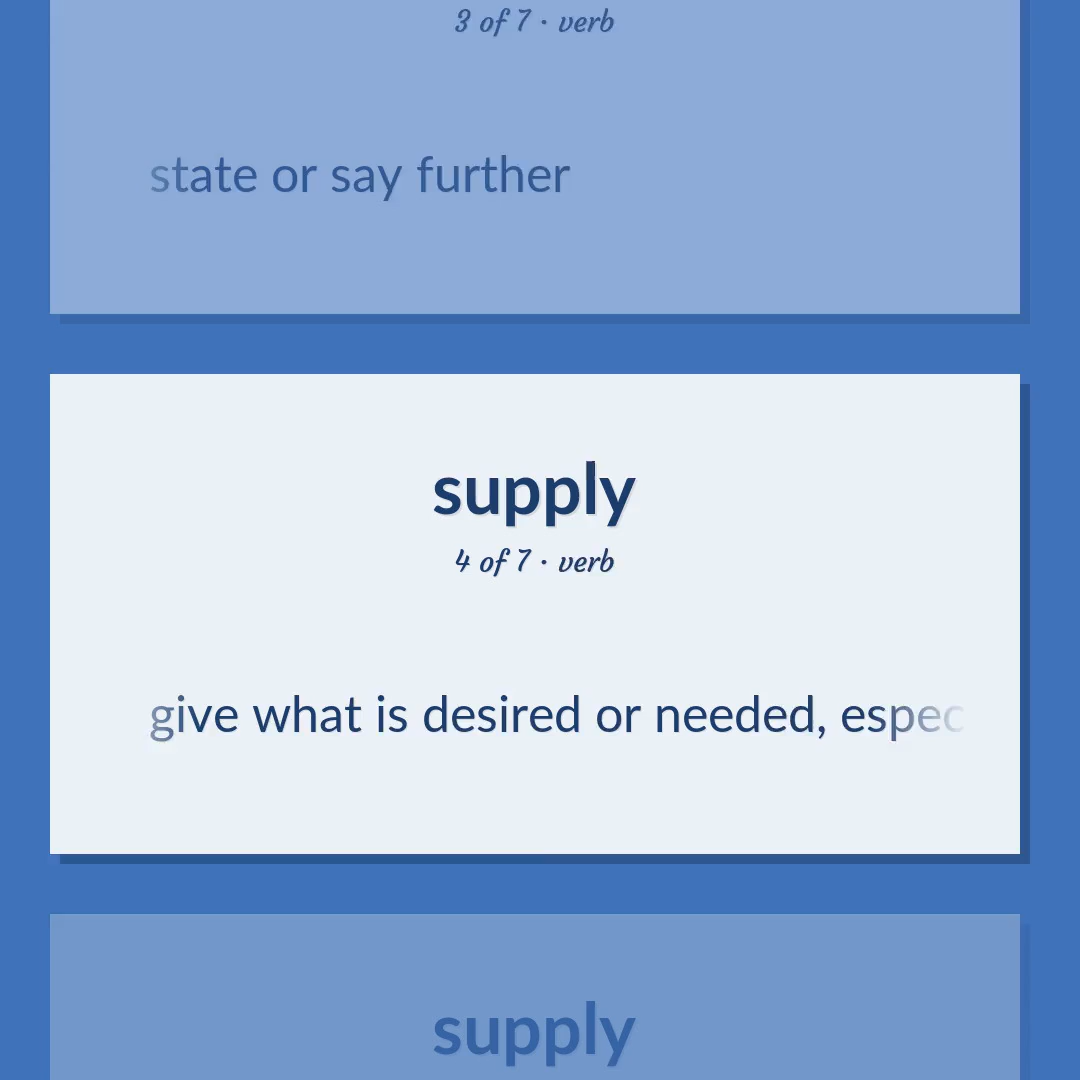 3 of 7 · verb
state or say further
supply
4 of 7 · verb
give what is desired or needed, espec
supply